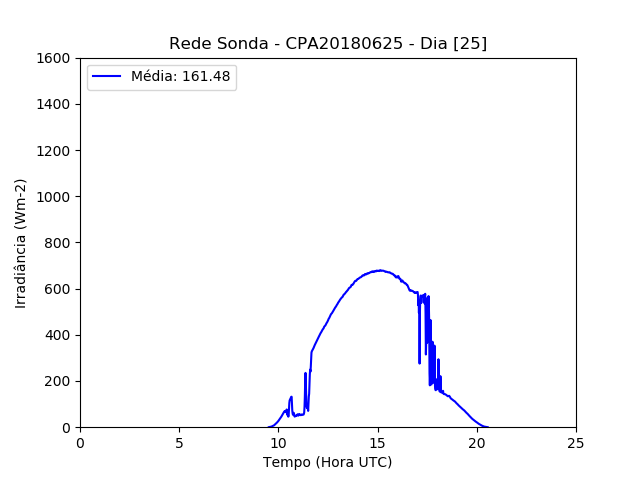 Rede Sonda - CPA20180625 - Dia [25]
Média: 161.48
Irradiância (Wm-2)
1600
1400
1200
1000
800
600
400
200
0
0 5 10 15 20 25
Tempo (Hora UTC)